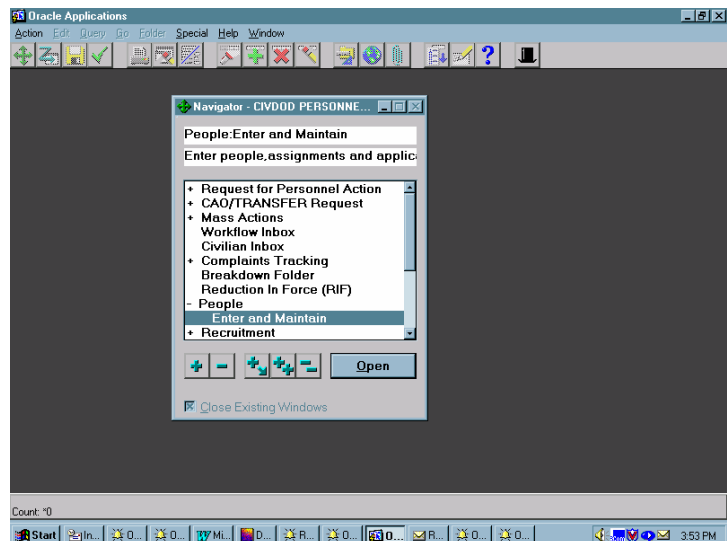 Oracle Applications
Action Edit Query Go Folder Special Help Window
Navigator - CIVDOD PERSONNE...
People:Enter and Maintain
Enter people,assignments and applic
+ Request for Personnel Action
+ CAO/TRANSFER Request
+ Mass Actions
Workflow Inbox
Civilian Inbox
+ Complaints Tracking
Breakdown Folder
Reduction In Force (RIF)
- People
Enter and Maintain
+ Recruitment
Open
Close Existing Windows
Count: *0
Start In... O... O... Mi... D... R... O... O... R... O... O... 3:53 PM